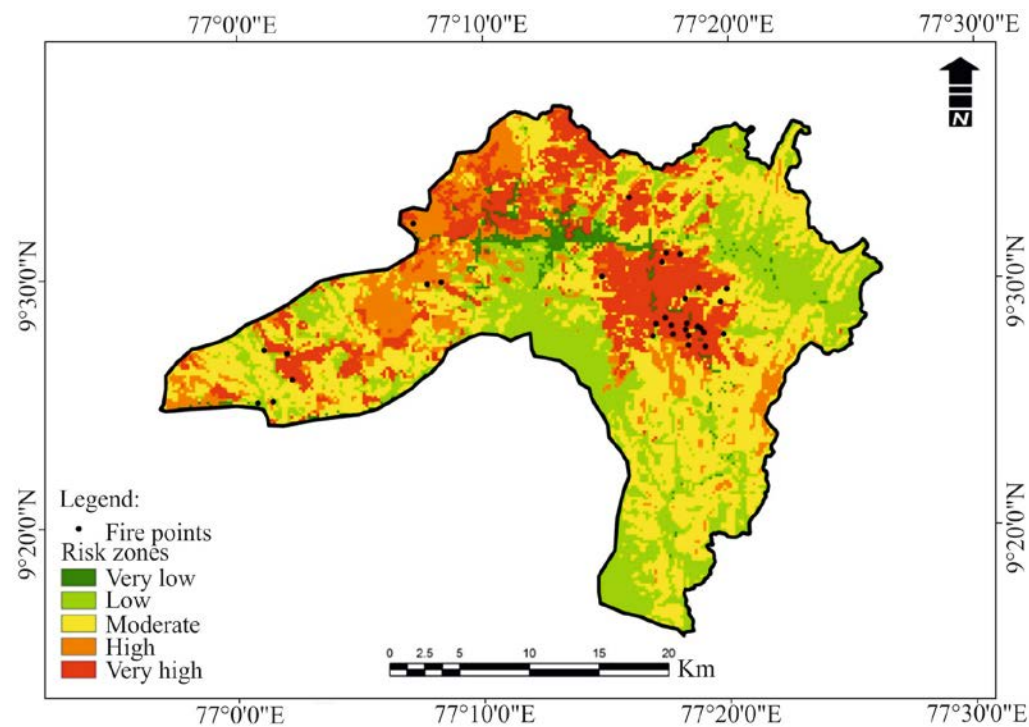 77°0'0"E 77°10'0"E 77°20'0"E 77°30'0"E
N
9°30'0"N 9°30'0"N
9°20'0"N 9°20'0"N
Legend:
Fire points
Risk zones
Very low
Low
Moderate
High
Very high
0 2.5 5 10 15 20
Km
77°0'0"E 77°10'0"E 77°20'0"E 77°30'0"E